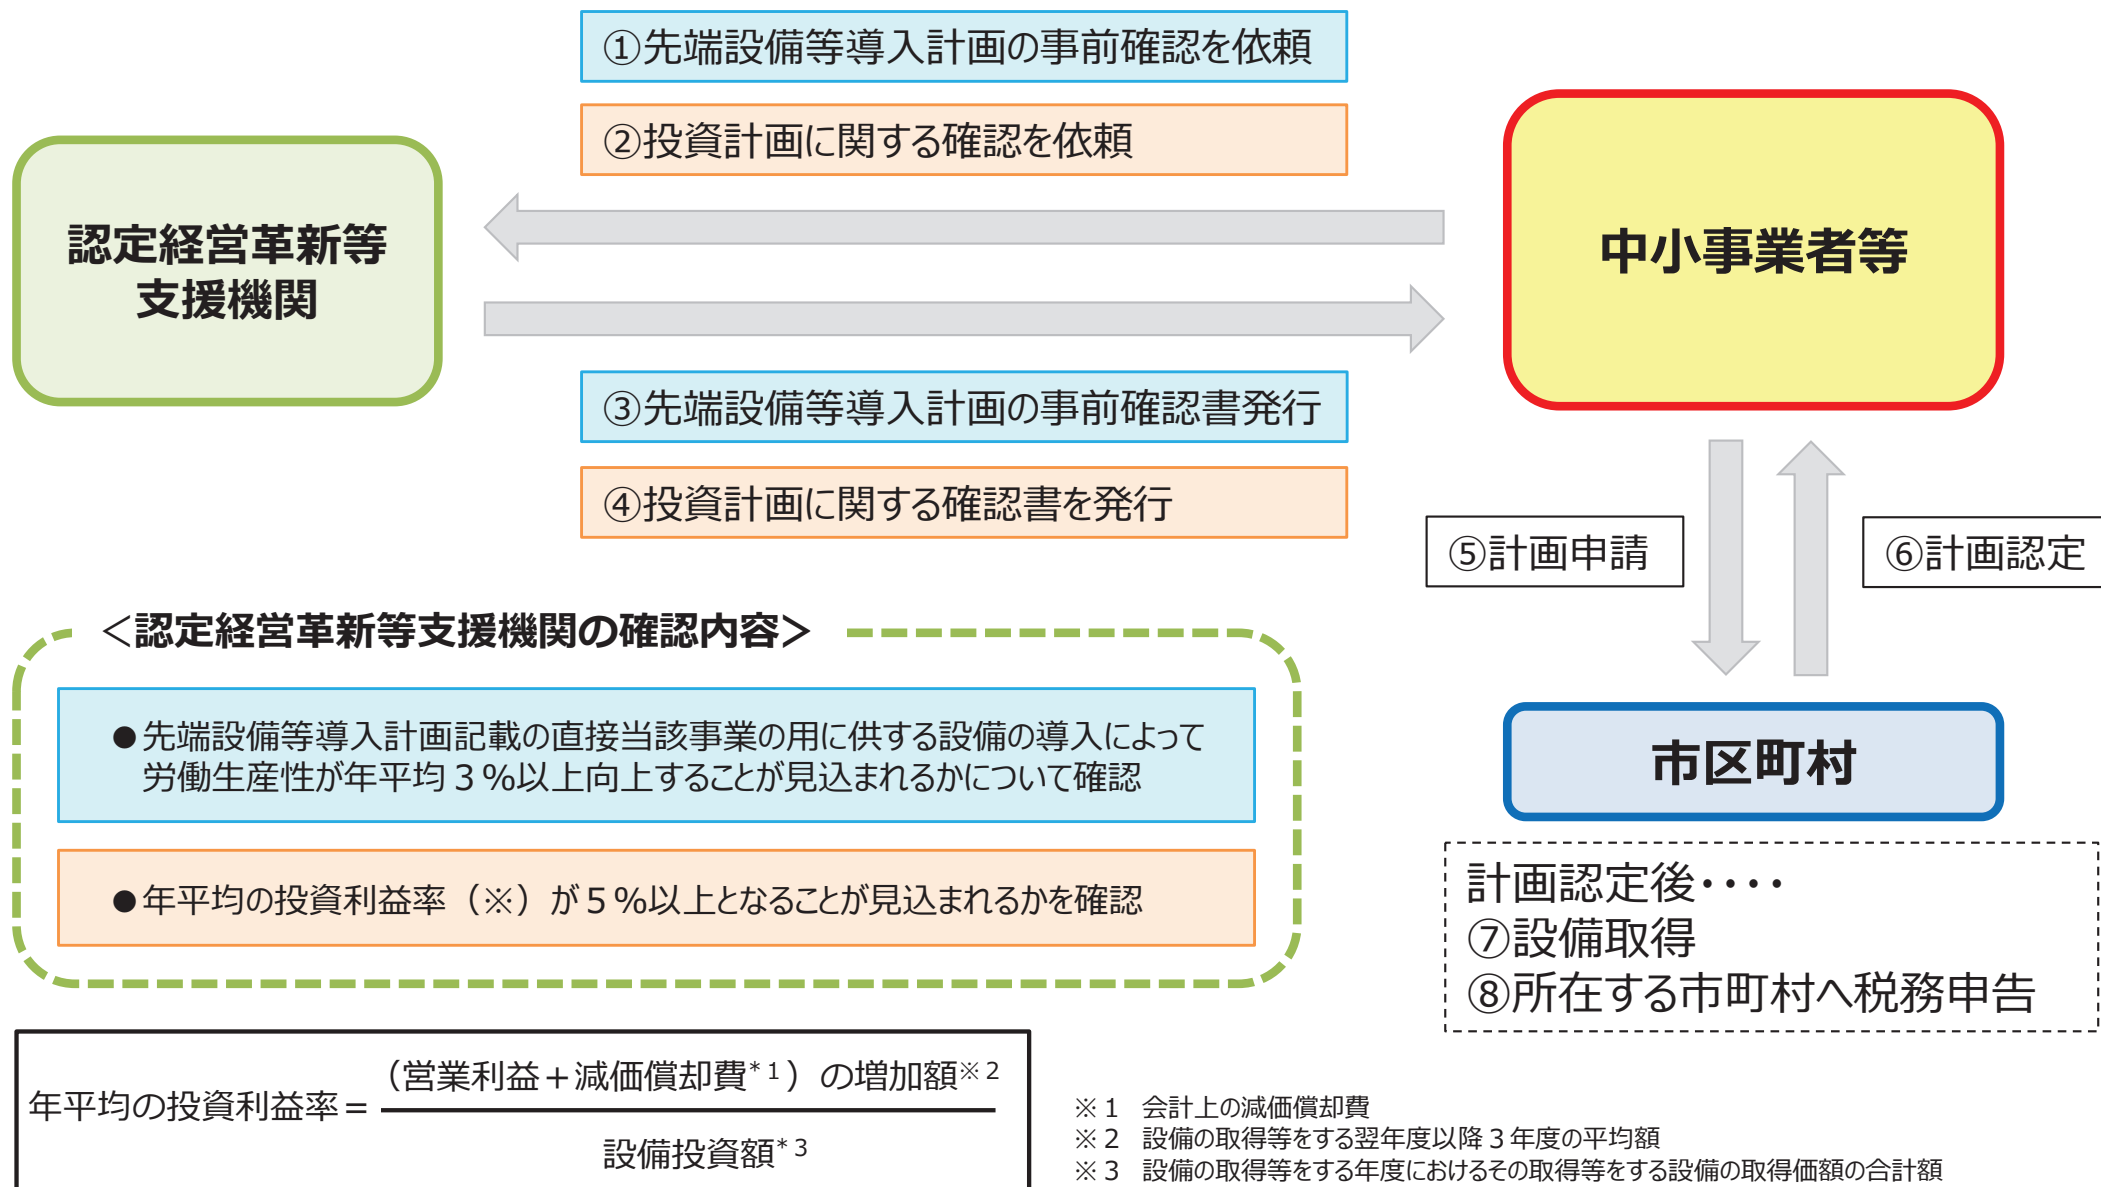 ①先端設備等導入計画の事前確認を依頼
②投資計画に関する確認を依頼
認定経営革新等
支援機関
中小事業者等
③先端設備等導入計画の事前確認書発行
④投資計画に関する確認書を発行
⑤計画申請
⑥計画認定
<認定経営革新等支援機関の確認内容>
●先端設備等導入計画記載の直接当該事業の用に供する設備の導入によって
労働生産性が年平均3%以上向上することが見込まれるかについて確認
●年平均の投資利益率(※)が5%以上となることが見込まれるかを確認
市区町村
計画認定後・・・・
⑦設備取得
⑧所在する市町村へ税務申告
年平均の投資利益率=
(営業利益+減価償却費*1)の増加額※2
設備投資額*3
※1 会計上の減価償却費
※2 設備の取得等をする翌年度以降3年度の平均額
※3 設備の取得等をする年度におけるその取得等をする設備の取得価額の合計額